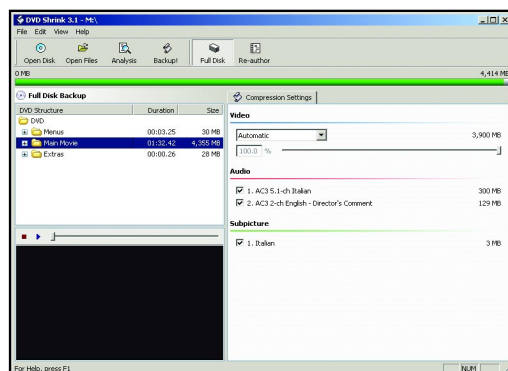 DVD Shrink 3.1 - M:\
File Edit View Help
Open Disk Open Files Analysis Backup! Full Disk Re-author
0 MB 4,414 MB
Full Disk Backup
DVD Structure Duration Size
DVD
Menus 00:03.25 30 MB
Main Movie 01:32.42 4,355 MB
Extras 00:00.26 28 MB
Compression Settings
Video
Automatic 3,900 MB
100.0 %
Audio
1. AC3 5.1-ch Italian 300 MB
2. AC3 2-ch English - Director's Comment 129 MB
Subpicture
1. Italian 3 MB
For Help, press F1 NUM